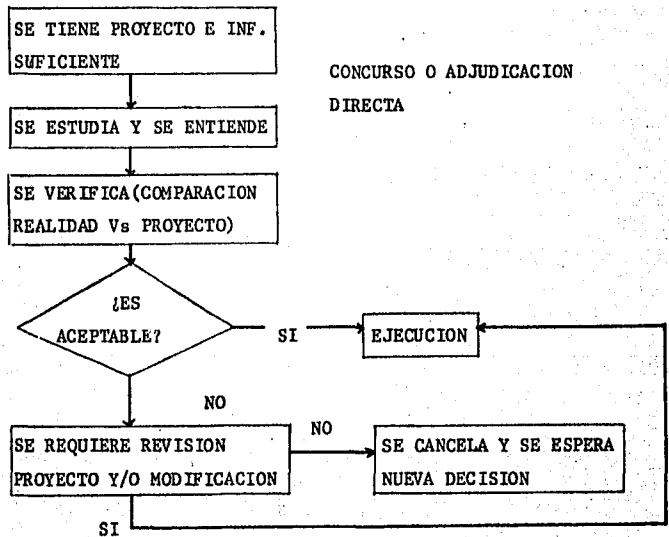 SE TIENE PROYECTO E INF.
SUFICIENTE
CONCURSO O ADJUDICACION
DIRECTA
SE ESTUDIA Y SE ENTIENDE
SE VERIFICA(COMPARACION
REALIDAD Vs PROYECTO)
¿ES
ACEPTABLE?
SI
EJECUCION
NO
SE REQUIERE REVISION
PROYECTO Y/O MODIFICACION
NO
SE CANCELA Y SE ESPERA
NUEVA DECISION
SI